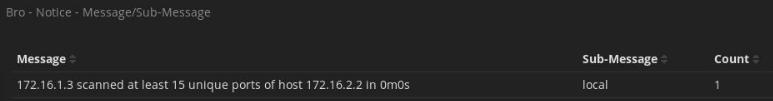 Bro - Notice - Message/Sub-Message
Message Sub-Message Count
172.16.1.3 scanned at least 15 unique ports of host 172.16.2.2 in 0m0s local 1